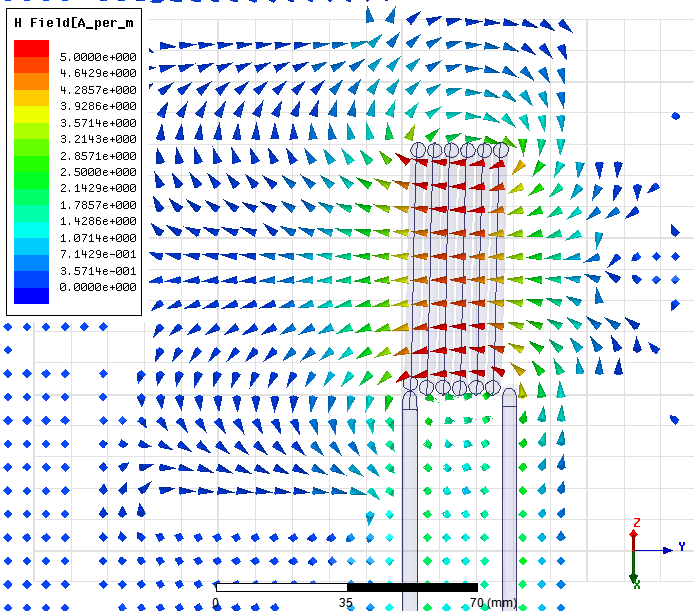 H Field[A_per_m
5.0000e+000
4.6429e+000
4.2857e+000
3.9286e+000
3.5714e+000
3.2143e+000
2.8571e+000
2.5000e+000
2.1429e+000
1.7857e+000
1.4286e+000
1.0714e+000
7.1429e-001
3.5714e-001
0.0000e+000
Z
Y
X
0 35 70 (mm)